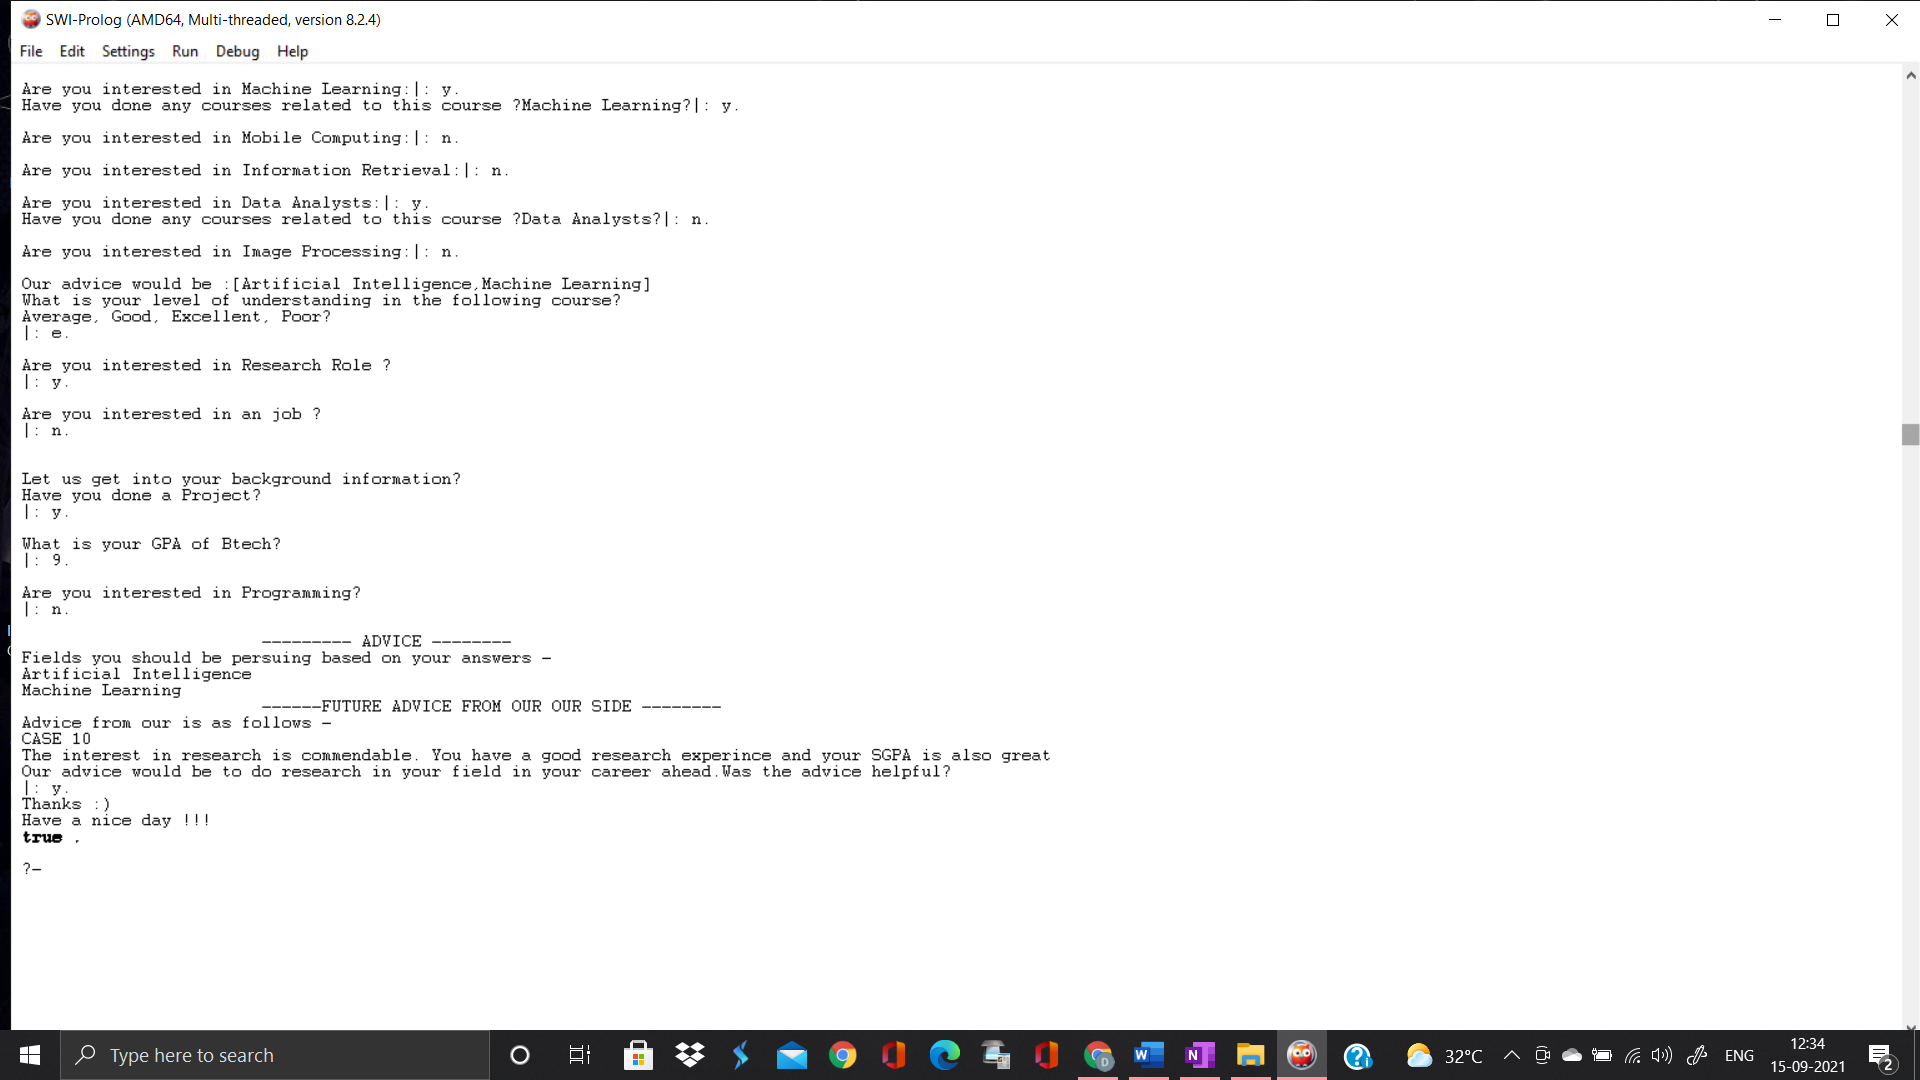 SWI-Prolog (AMD64, Multi-threaded, version 8.2.4)
File Edit Settings Run Debug Help
Are you interested in Machine Learning:|: y.
Have you done any courses related to this course ?Machine Learning?|: y.
Are you interested in Mobile Computing:|: n.
Are you interested in Information Retrieval:|: n.
Are you interested in Data Analysts:|: y.
Have you done any courses related to this course ?Data Analysts?|: n.
Are you interested in Image Processing:|: n.
Our advice would be :[Artificial Intelligence,Machine Learning]
What is your level of understanding in the following course?
Average, Good, Excellent, Poor?
|: e.
Are you interested in Research Role ?
|: y.
Are you interested in an job ?
|: n.
Let us get into your background information?
Have you done a Project?
|: y.
What is your GPA of Btech?
|: 9.
Are you interested in Programming?
|: n.
--------- ADVICE --------
Fields you should be persuing based on your answers -
Artificial Intelligence
Machine Learning
------FUTURE ADVICE FROM OUR OUR SIDE --------
Advice from our is as follows -
CASE 10
The interest in research is commendable. You have a good research experince and your SGPA is also great
Our advice would be to do research in your field in your career ahead.Was the advice helpful?
|: y.
Thanks :)
Have a nice day !!!
true .
?-
Type here to search
32°C
ENG
12:34
15-09-2021
2